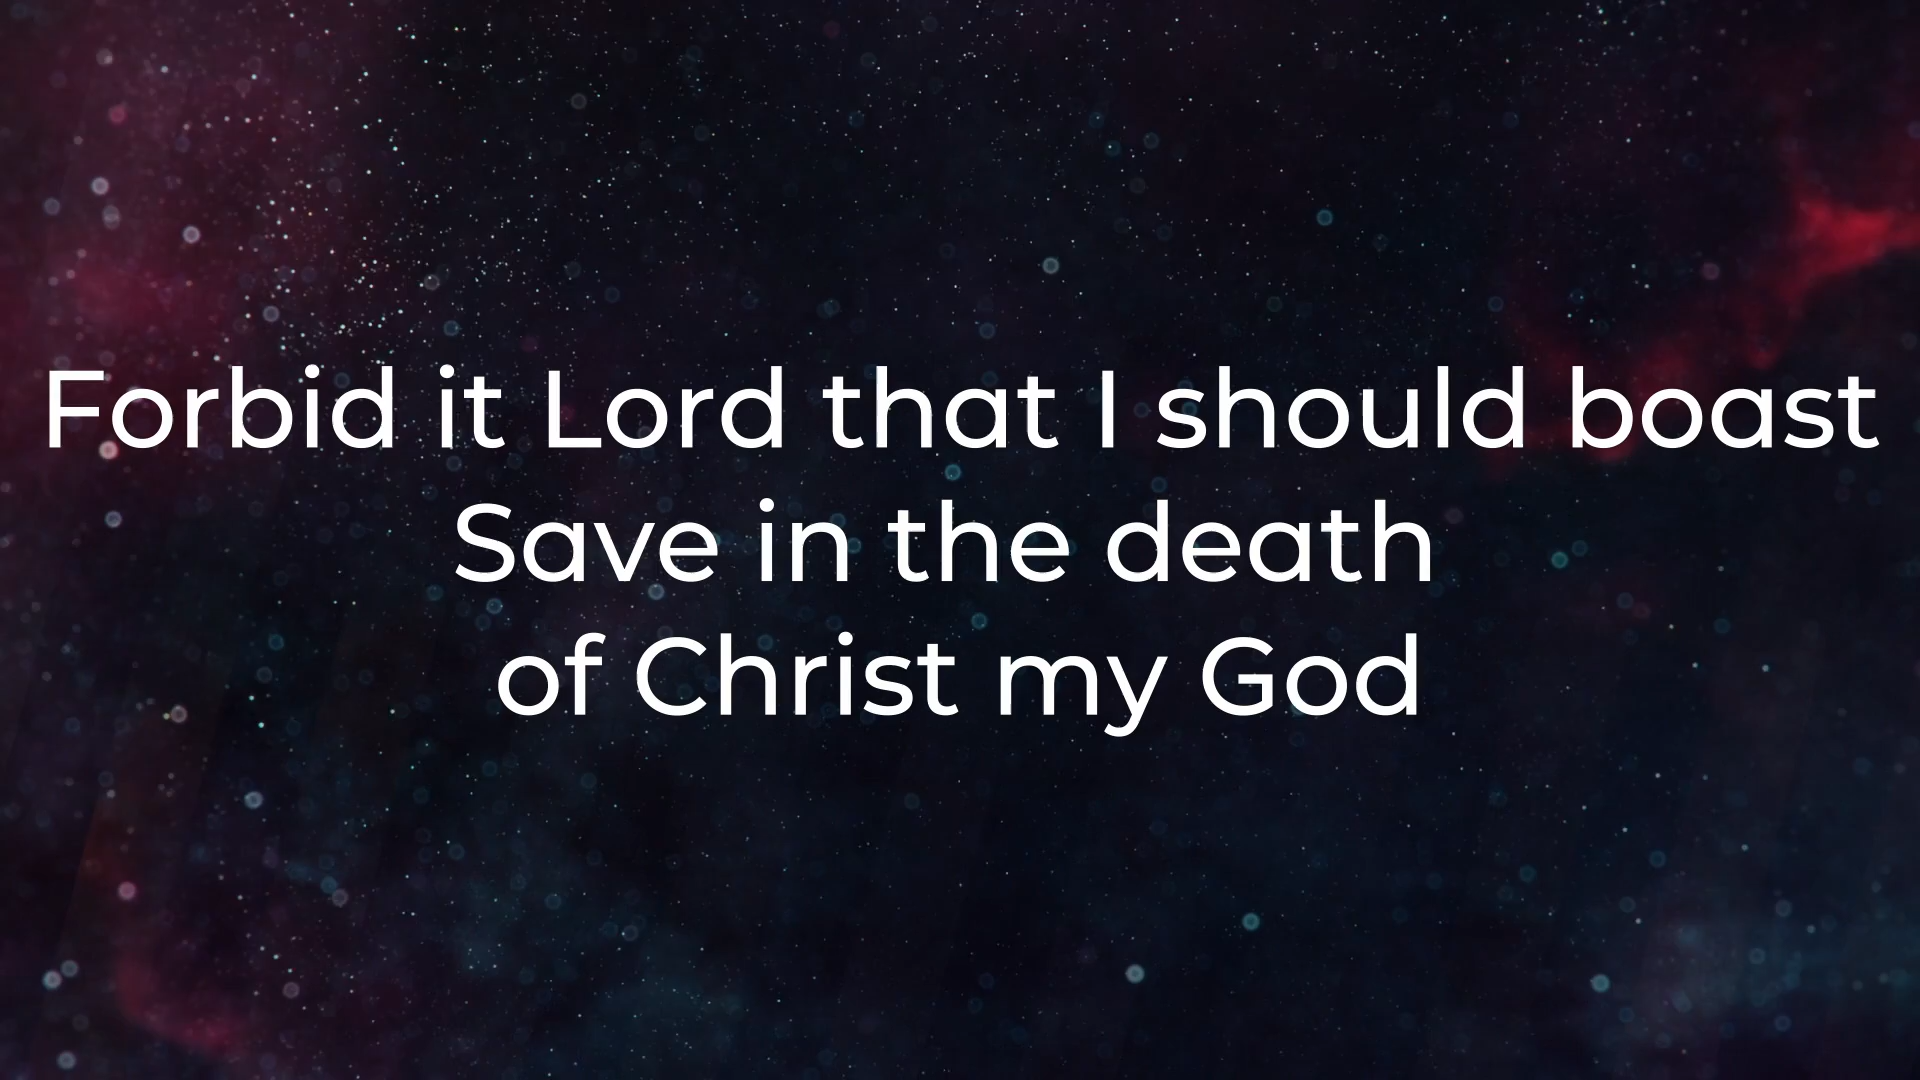 Forbid it Lord that I should boast
Save in the death
of Christ my God